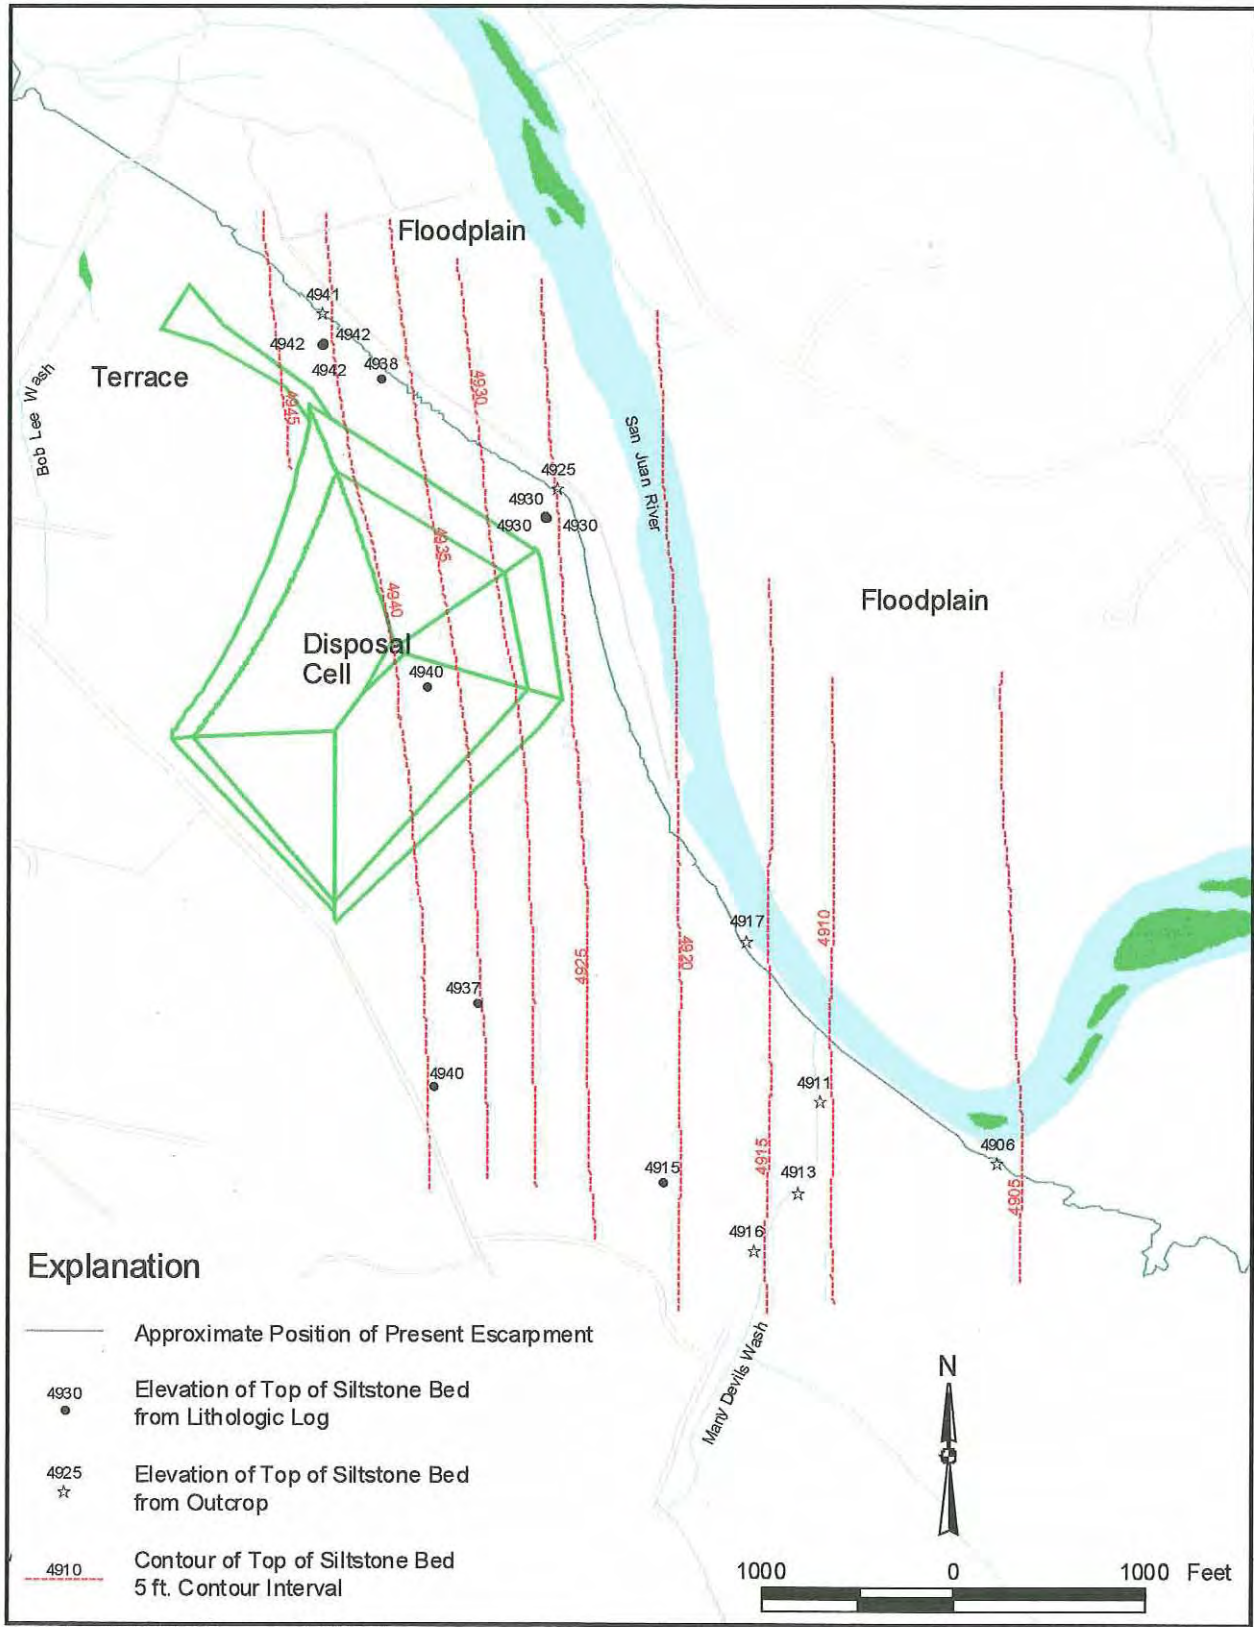 Floodplain
4941
4942
4942
4942
4938
4930
4945
Terrace
Bob Lee Wash
San Juan River
4925
4930
4930
4930
4935
4940
Floodplain
Disposal
Cell
4940
4917
4910
4920
4925
4937
4940
4911
4915
4913
4906
4905
4915
4916
Many Devils Wash
Explanation
Approximate Position of Present Escarpment
4930
Elevation of Top of Siltstone Bed
from Lithologic Log
4925
Elevation of Top of Siltstone Bed
from Outcrop
4910
Contour of Top of Siltstone Bed
5 ft. Contour Interval
N
1000 0 1000 Feet